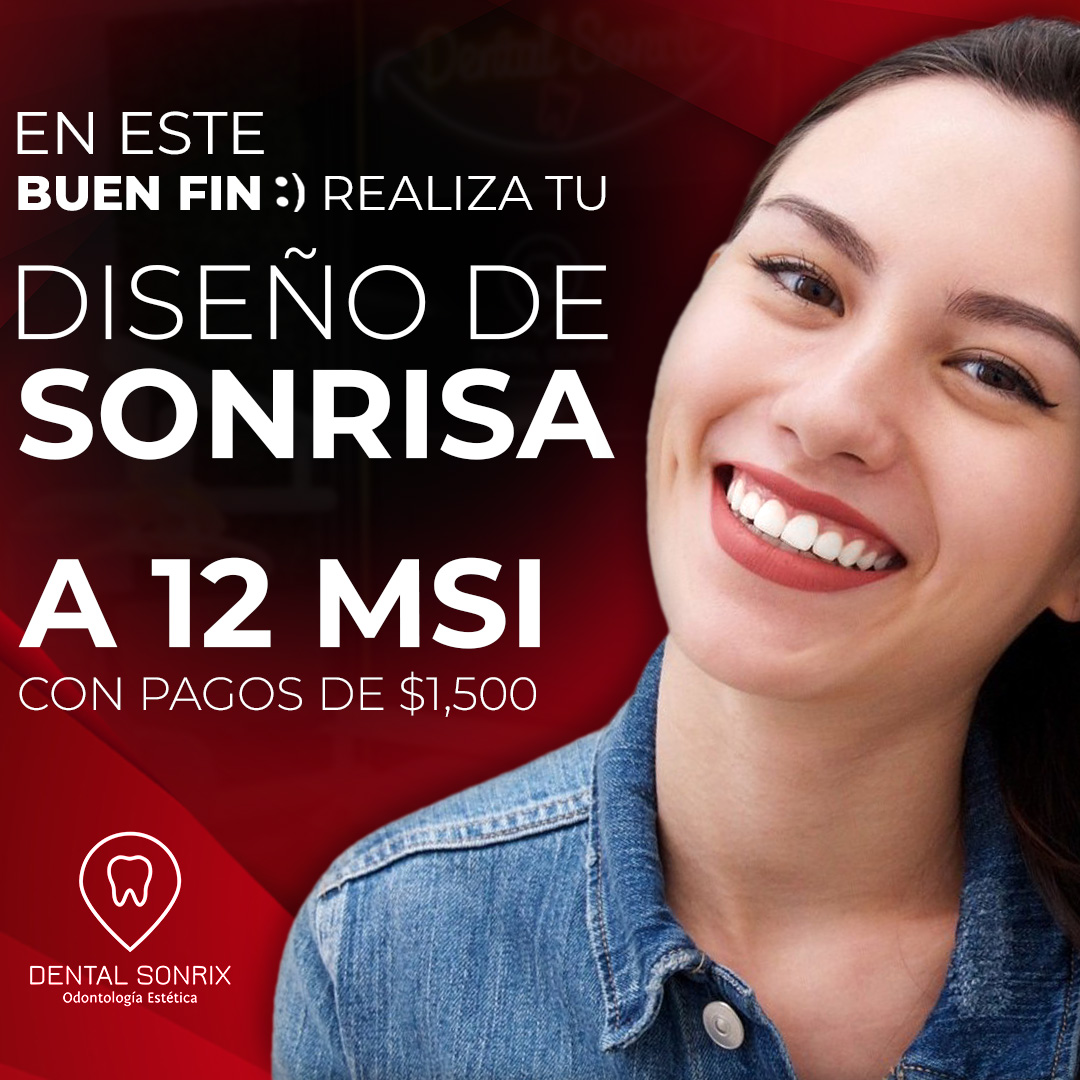 EN ESTE
BUEN FIN :) REALIZA TU
DISEÑO DE
SONRISA
A 12 MSI
CON PAGOS DE $1,500
DENTAL SONRIX
Odontología Estética